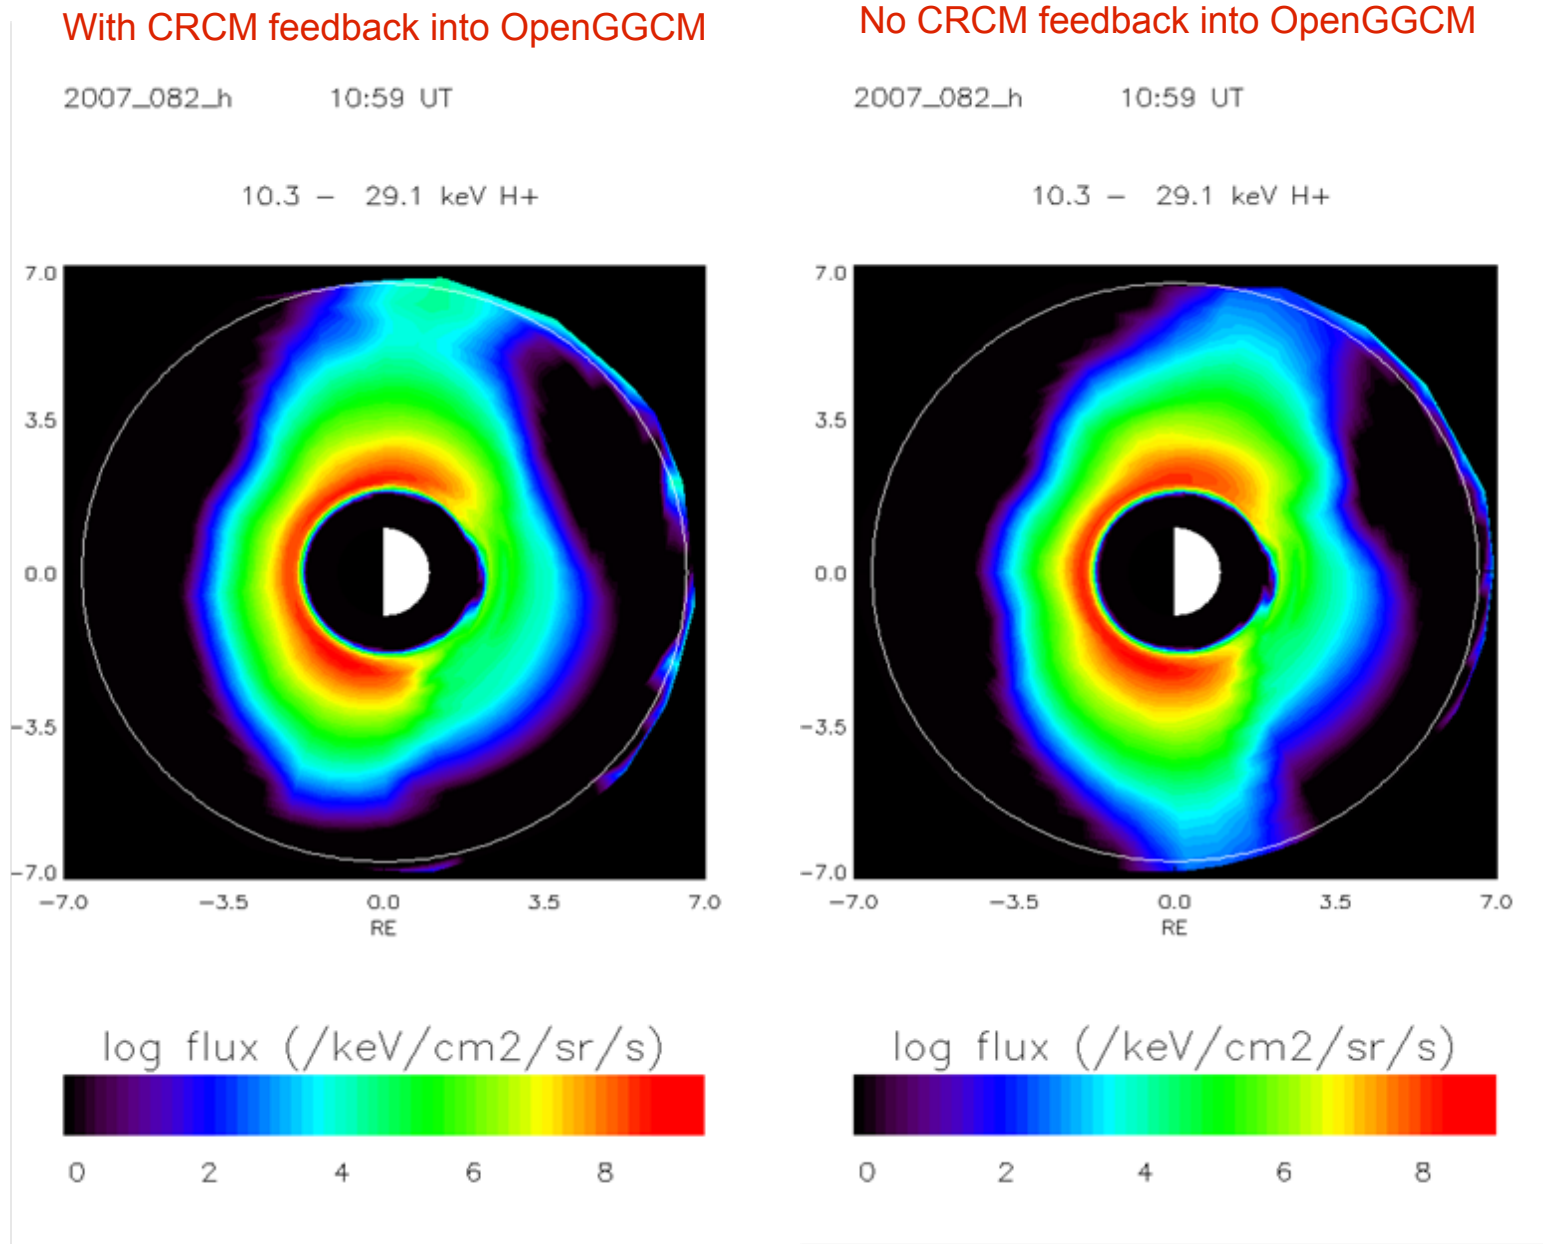 With CRCM feedback into OpenGGCM
2007_082_h 10:59 UT
10.3 – 29.1 keV H+
7.0
3.5
0.0
−3.5
−7.0
−7.0 −3.5 0.0 3.5 7.0
RE
log flux (/keV/cm2/sr/s)
0 2 4 6 8
No CRCM feedback into OpenGGCM
2007_082_h 10:59 UT
10.3 – 29.1 keV H+
7.0
3.5
0.0
−3.5
−7.0
−7.0 −3.5 0.0 3.5 7.0
RE
log flux (/keV/cm2/sr/s)
0 2 4 6 8